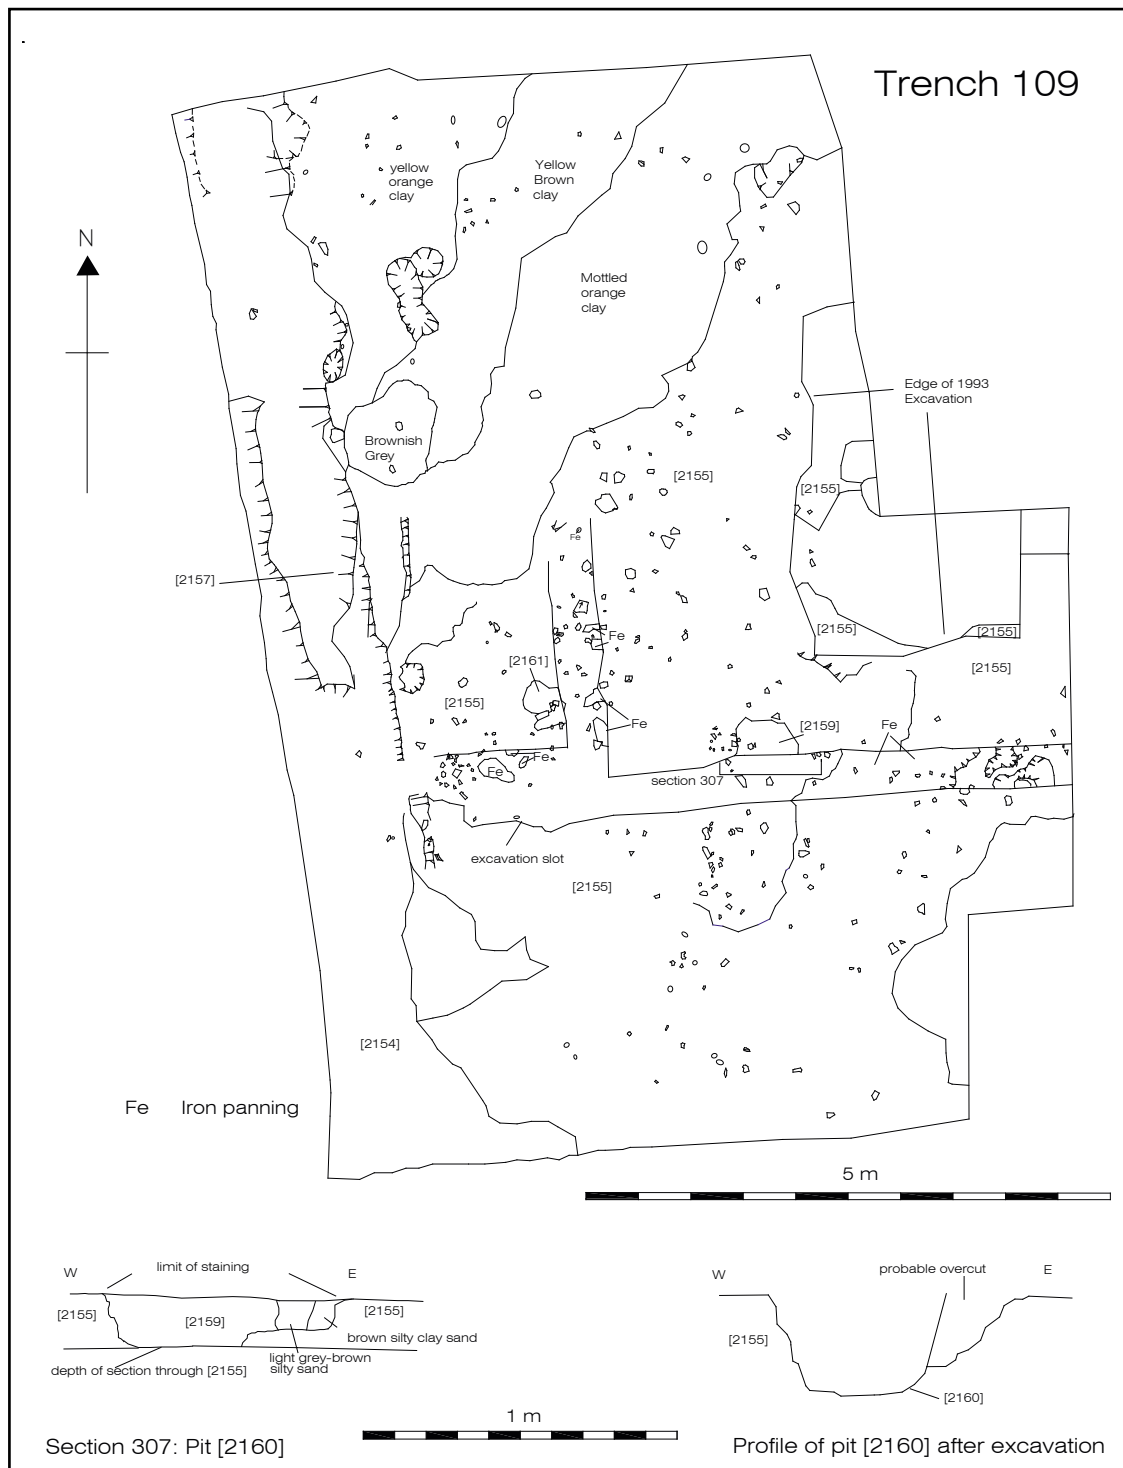 Trench 109
yellow
orange
clay
Yellow
Brown
clay
N
Mottled
orange
clay
Edge of 1993
Excavation
Brownish
Grey
[2155]
[2155]
Fe
[2157]
[2155]
[2155]
Fe
[2161]
[2155]
[2155]
Fe
[2159]
Fe
Fe
Fe
section 307
excavation slot
[2155]
[2154]
Fe Iron panning
5 m
W
limit of staining
E
[2155]
[2159]
[2155]
brown silty clay sand
light grey-brown
silty sand
depth of section through [2155]
W
probable overcut
E
[2155]
[2160]
1 m
Section 307: Pit [2160]
Profile of pit [2160] after excavation